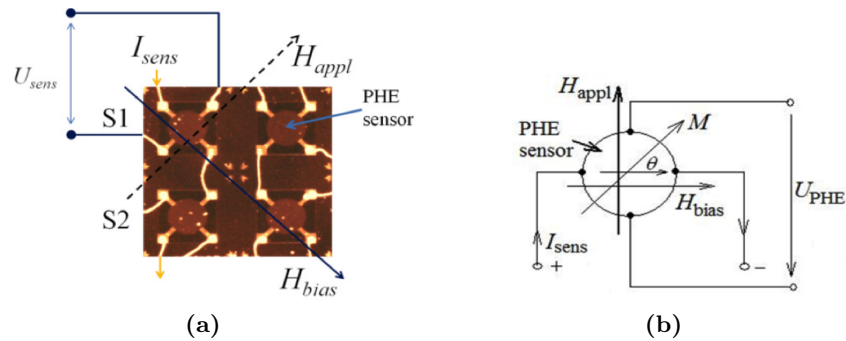 I_sens
H_appl
U_sens
PHE
sensor
S1
S2
H_bias
(a)
H_appl
PHE
sensor
M
θ
H_bias
U_PHE
I_sens
+
−
(b)